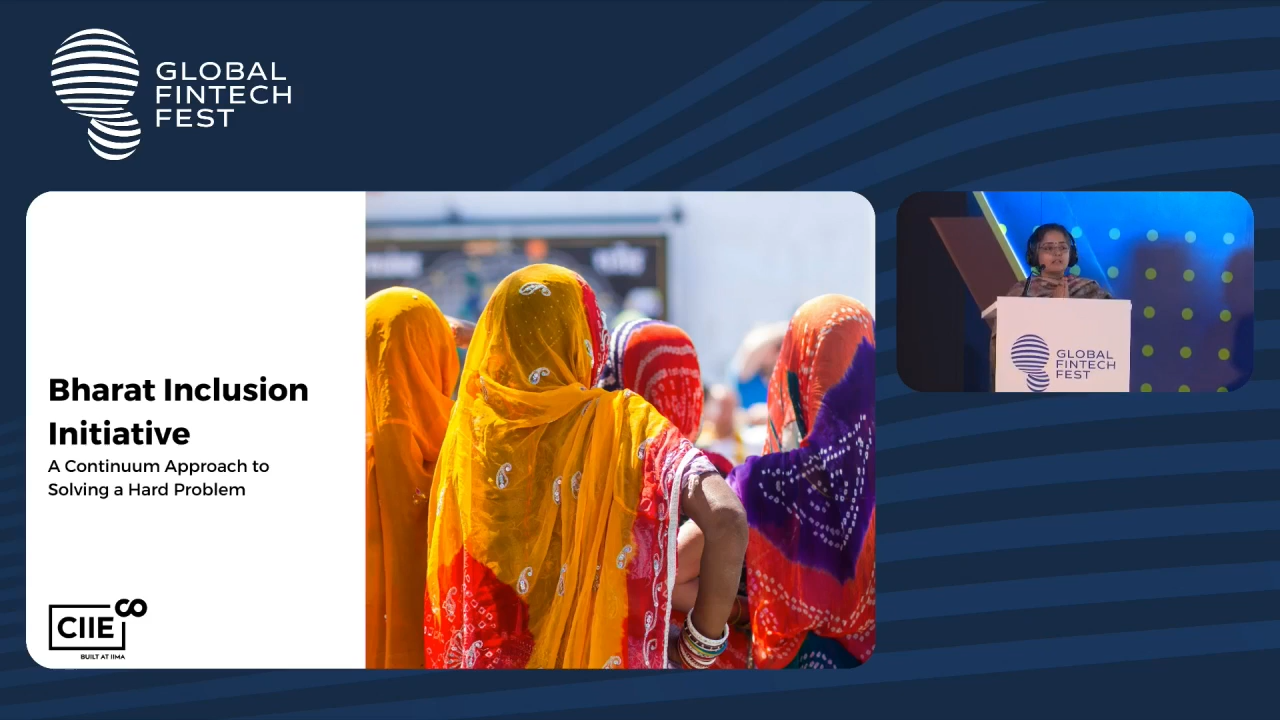 GLOBAL
FINTECH
FEST
Bharat Inclusion
Initiative
A Continuum Approach to
Solving a Hard Problem
CIIE
BUILT AT IIMA
GLOBAL
FINTECH
FEST